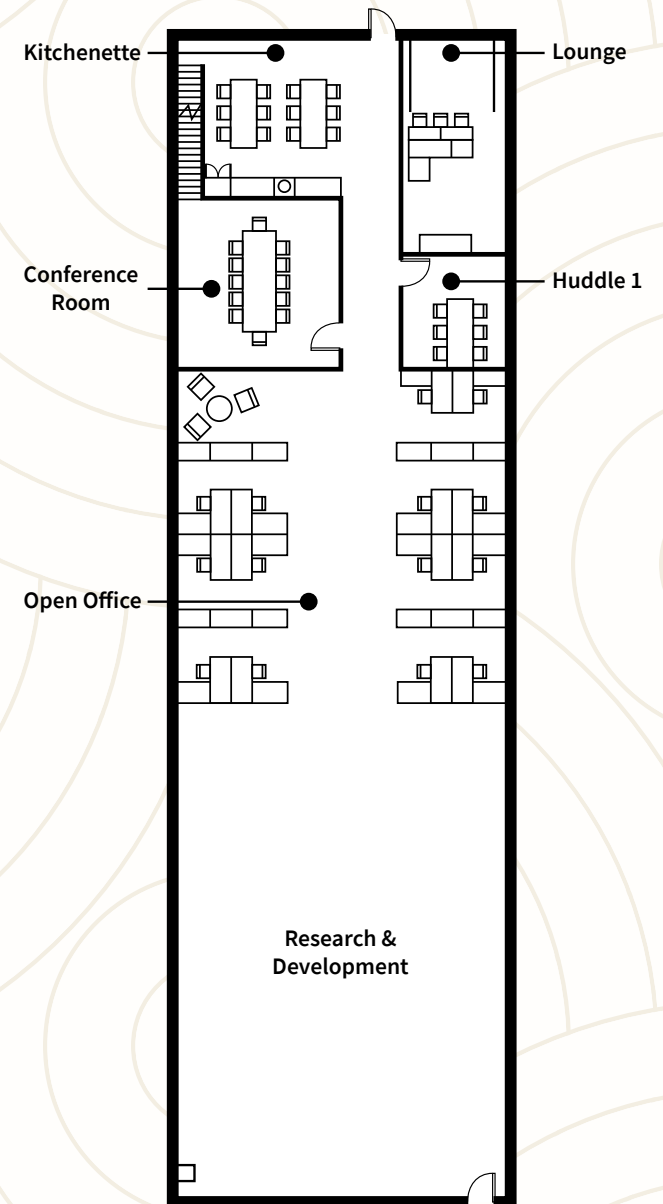 Kitchenette
Lounge
Conference
Room
Huddle 1
Open Office
Research &
Development